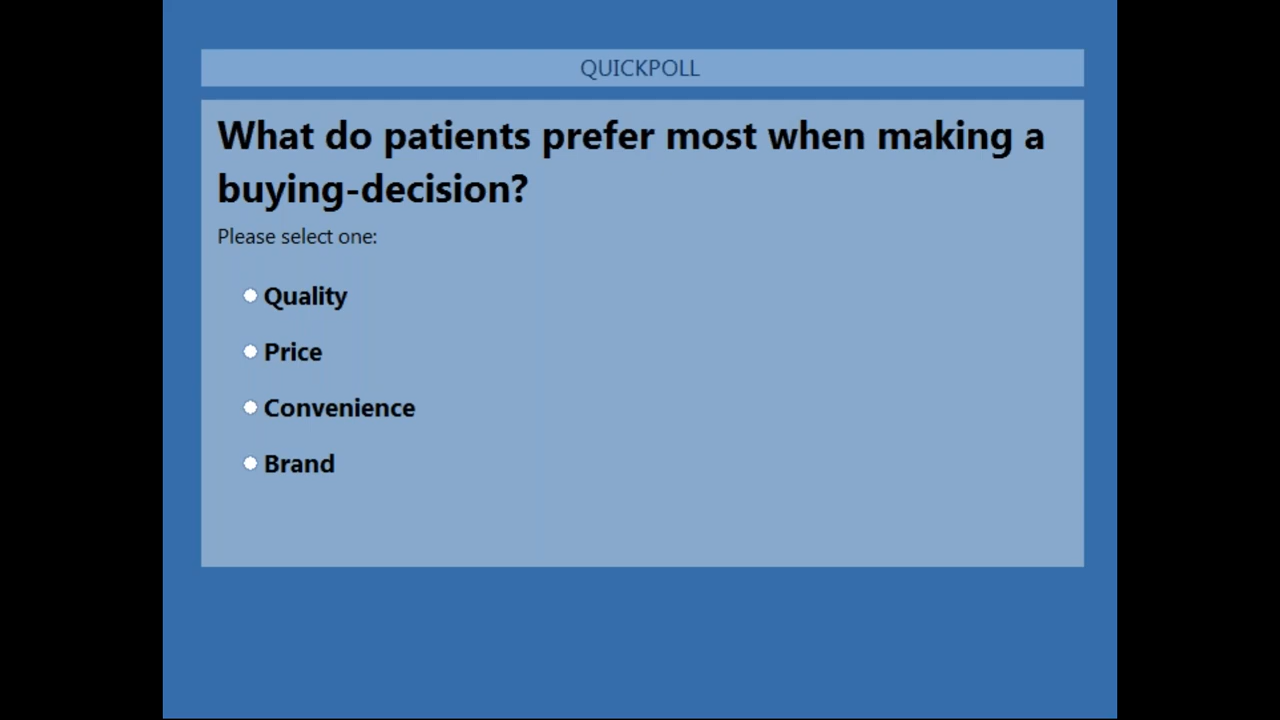 QUICKPOLL
What do patients prefer most when making a
buying-decision?
Please select one:
Quality
Price
Convenience
Brand